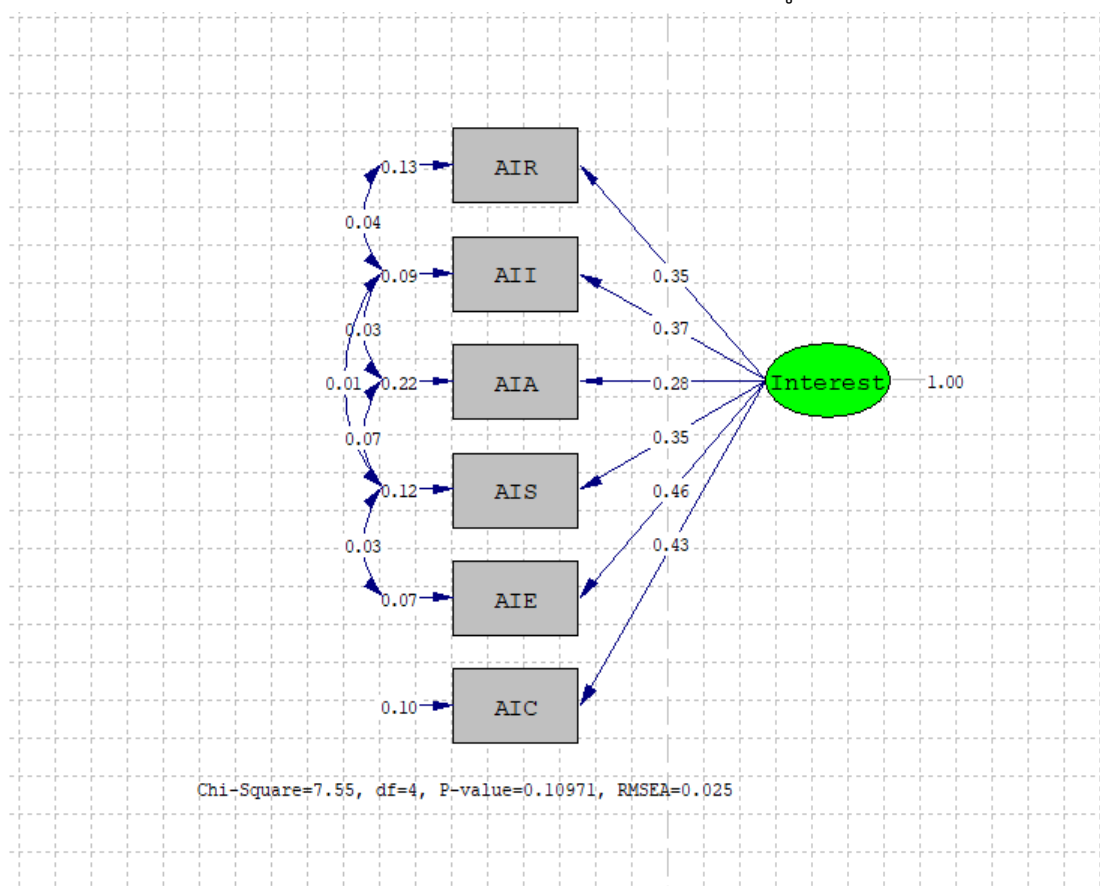 0.13 AIR
0.04
0.35
0.09 AII
0.37
0.03
0.01 0.22 AIA 0.28 Interest 1.00
0.07
0.35
0.12 AIS 0.46
0.03
0.43
0.07 AIE
0.10 AIC
Chi-Square=7.55, df=4, P-value=0.10971, RMSEA=0.025